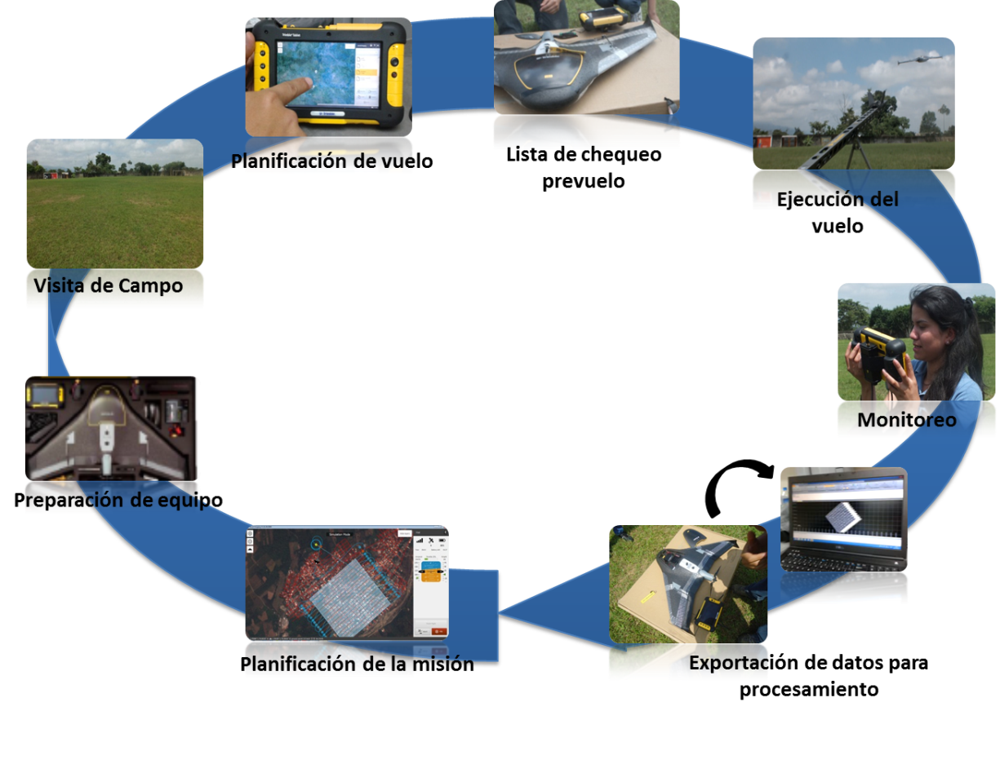 Planificación de vuelo
Lista de chequeo
prevuelo
Ejecución del
vuelo
Visita de Campo
Monitoreo
Preparación de equipo
Planificación de la misión
Exportación de datos para
procesamiento